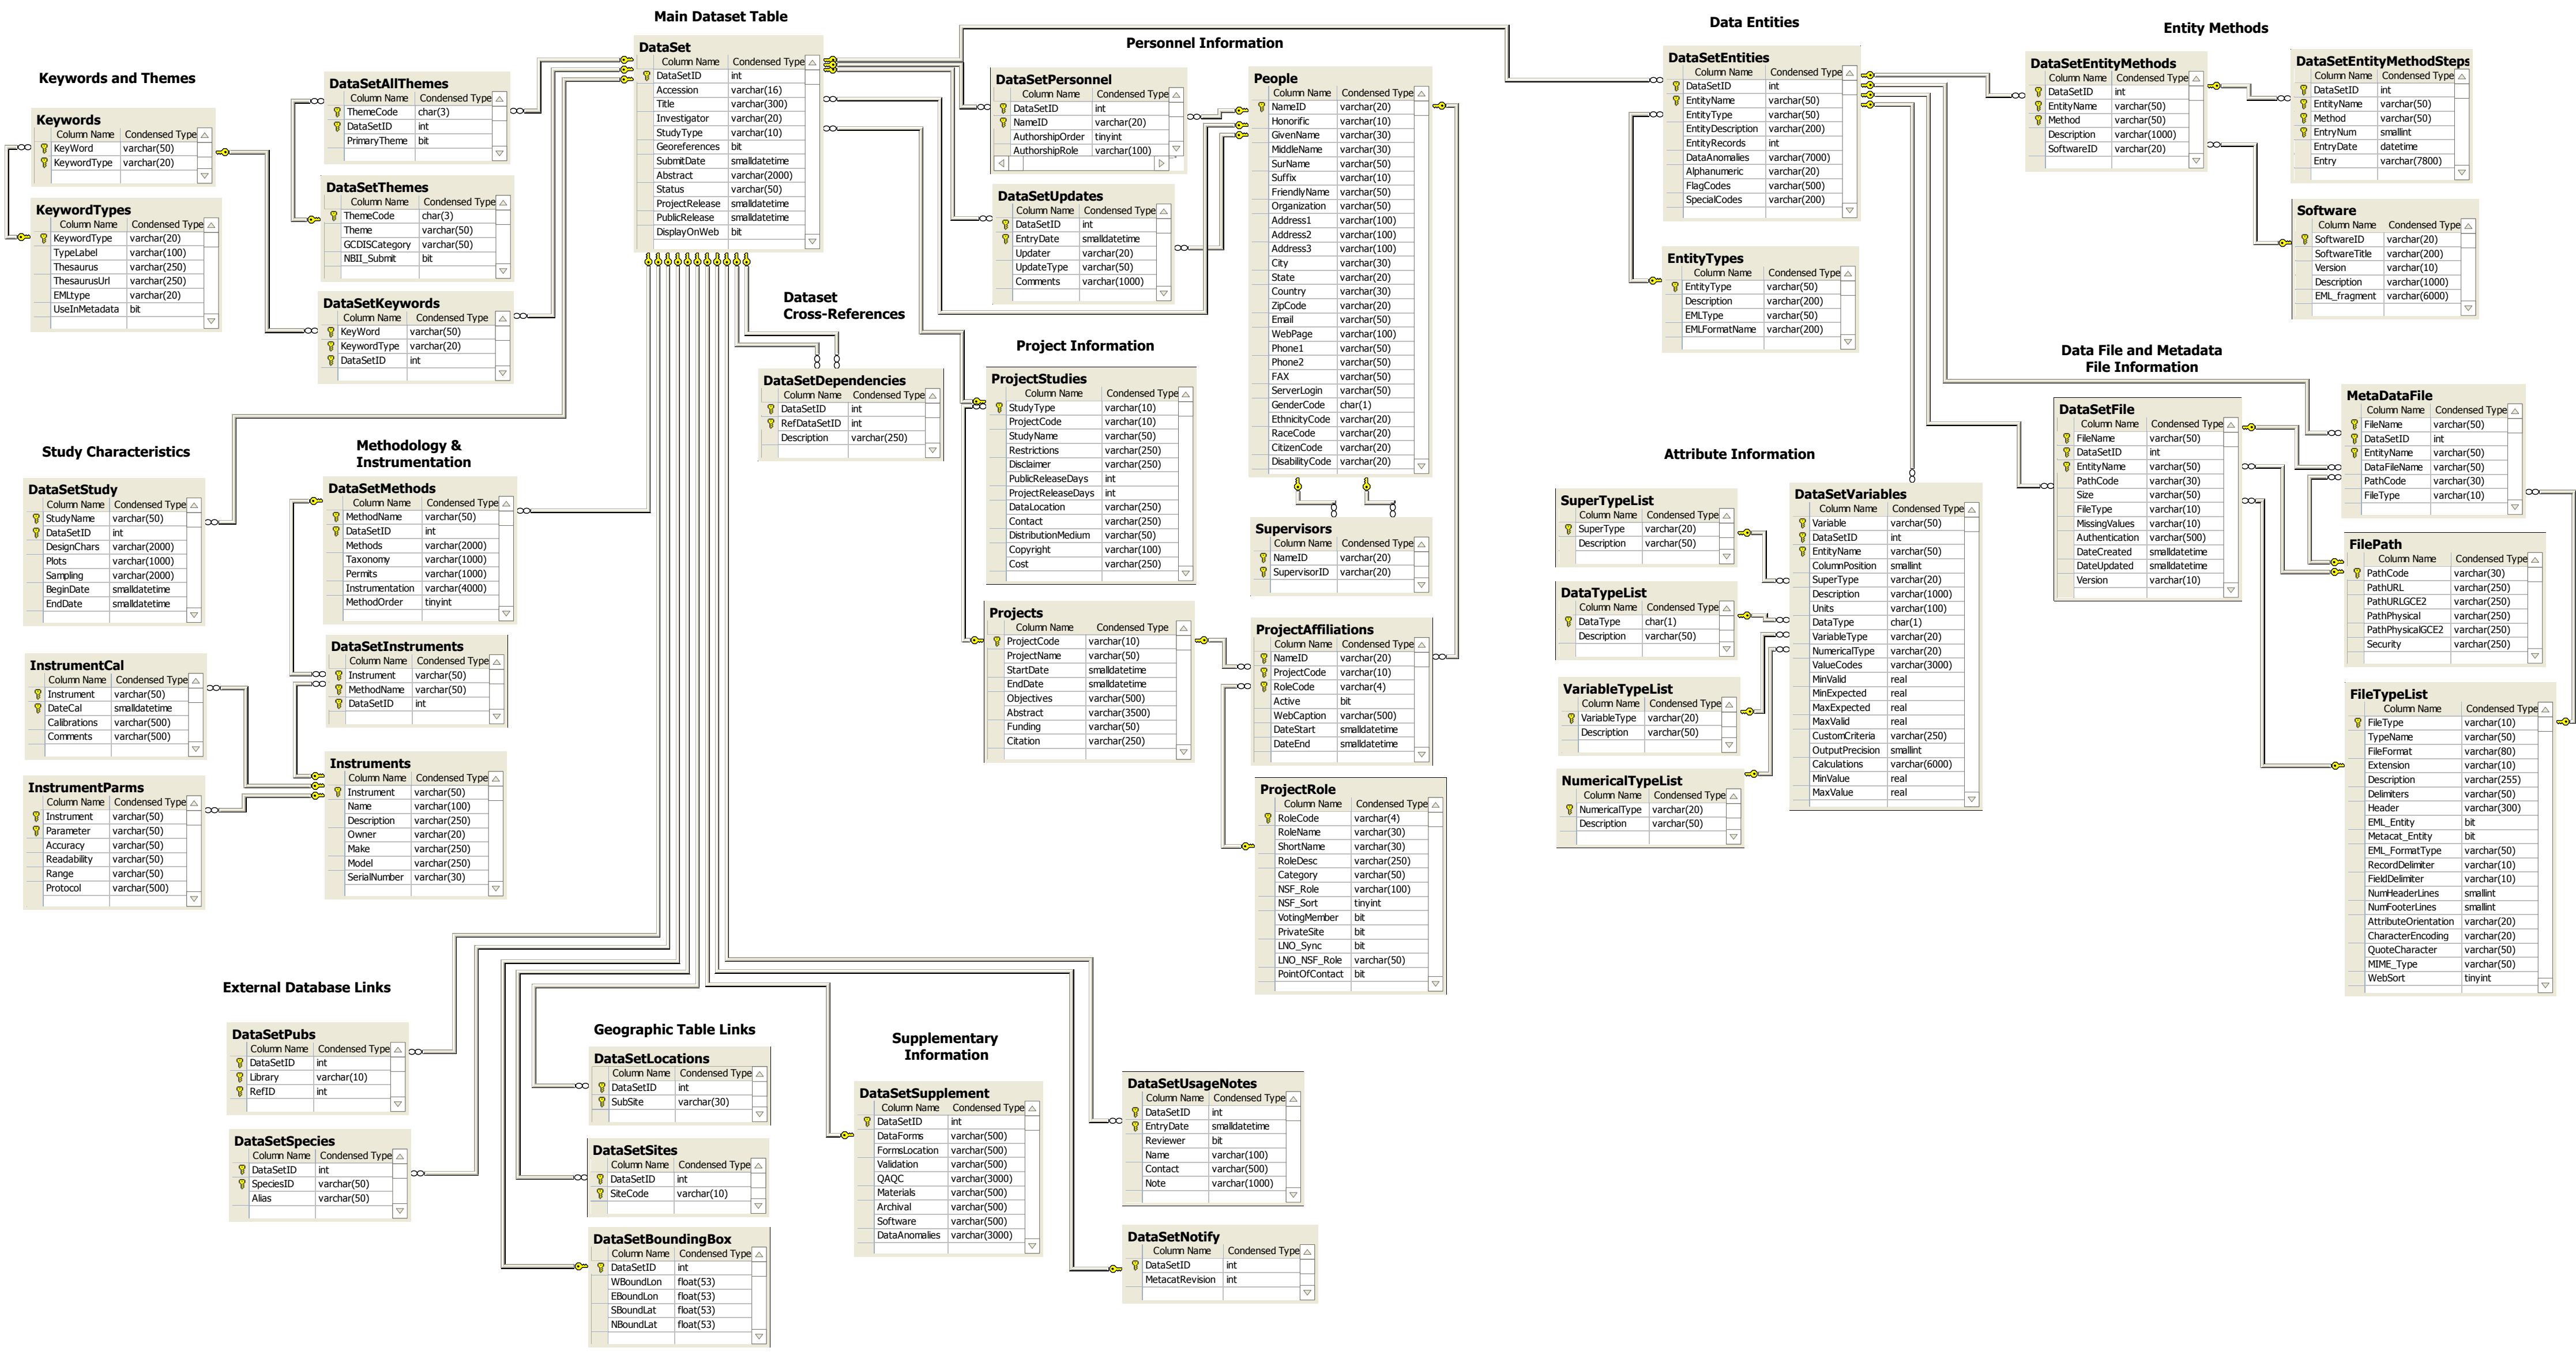 Main Dataset Table
DataSet
Column Name Condensed Type
DataSetID int
Accession varchar(16)
Title varchar(300)
Investigator varchar(20)
StudyType varchar(10)
Georeferences bit
SubmitDate smalldatetime
Abstract varchar(2000)
Status varchar(50)
ProjectRelease smalldatetime
PublicRelease smalldatetime
DisplayOnWeb bit
Keywords and Themes
Keywords
Column Name Condensed Type
KeyWord varchar(50)
KeywordType varchar(20)
KeywordTypes
Column Name Condensed Type
KeywordType varchar(20)
TypeLabel varchar(100)
Thesaurus varchar(250)
ThesaurusUrl varchar(250)
EMLtype varchar(20)
UseInMetadata bit
DataSetAllThemes
Column Name Condensed Type
ThemeCode char(3)
DataSetID int
PrimaryTheme bit
DataSetThemes
Column Name Condensed Type
ThemeCode char(3)
Theme varchar(50)
GCDISCategory varchar(50)
NBII_Submit bit
DataSetKeywords
Column Name Condensed Type
KeyWord varchar(50)
KeywordType varchar(20)
DataSetID int
Personnel Information
DataSetPersonnel
Column Name Condensed Type
DataSetID int
NameID varchar(20)
AuthorshipOrder tinyint
AuthorshipRole varchar(100)
DataSetUpdates
Column Name Condensed Type
DataSetID int
EntryDate smalldatetime
Updater varchar(20)
UpdateType varchar(50)
Comments varchar(1000)
People
Column Name Condensed Type
NameID varchar(20)
Honorific varchar(10)
GivenName varchar(30)
MiddleName varchar(30)
SurName varchar(50)
Suffix varchar(10)
FriendlyName varchar(50)
Organization varchar(50)
Address1 varchar(100)
Address2 varchar(100)
Address3 varchar(100)
City varchar(30)
State varchar(20)
Country varchar(30)
ZipCode varchar(20)
Email varchar(50)
WebPage varchar(100)
Phone1 varchar(50)
Phone2 varchar(50)
FAX varchar(50)
ServerLogin varchar(50)
GenderCode char(1)
EthnicityCode varchar(20)
RaceCode varchar(20)
CitizenCode varchar(20)
DisabilityCode varchar(20)
Supervisors
Column Name Condensed Type
NameID varchar(20)
SupervisorID varchar(20)
Dataset
Cross-References
DataSetDependencies
Column Name Condensed Type
DataSetID int
RefDataSetID int
Description varchar(250)
Project Information
ProjectStudies
Column Name Condensed Type
StudyType varchar(10)
ProjectCode varchar(10)
StudyName varchar(50)
Restrictions varchar(250)
Disclaimer varchar(250)
PublicReleaseDays int
ProjectReleaseDays int
DataLocation varchar(250)
Contact varchar(250)
DistributionMedium varchar(50)
Copyright varchar(100)
Cost varchar(250)
Projects
Column Name Condensed Type
ProjectCode varchar(10)
ProjectName varchar(50)
StartDate smalldatetime
EndDate smalldatetime
Objectives varchar(500)
Abstract varchar(3500)
Funding varchar(50)
Citation varchar(250)
ProjectAffiliations
Column Name Condensed Type
NameID varchar(20)
ProjectCode varchar(10)
RoleCode varchar(4)
Active bit
WebCaption varchar(500)
DateStart smalldatetime
DateEnd smalldatetime
ProjectRole
Column Name Condensed Type
RoleCode varchar(4)
RoleName varchar(30)
ShortName varchar(30)
RoleDesc varchar(250)
Category varchar(50)
NSF_Role varchar(100)
NSF_Sort tinyint
VotingMember bit
PrivateSite bit
LNO_Sync bit
LNO_NSF_Role varchar(50)
PointOfContact bit
Data Entities
DataSetEntities
Column Name Condensed Type
DataSetID int
EntityName varchar(50)
EntityType varchar(50)
EntityDescription varchar(200)
EntityRecords int
DataAnomalies varchar(7000)
Alphanumeric varchar(20)
FlagCodes varchar(500)
SpecialCodes varchar(200)
EntityTypes
Column Name Condensed Type
EntityType varchar(50)
Description varchar(200)
EMLType varchar(50)
EMLFormatName varchar(200)
Entity Methods
DataSetEntityMethods
Column Name Condensed Type
DataSetID int
EntityName varchar(50)
Method varchar(50)
Description varchar(1000)
SoftwareID varchar(20)
DataSetEntityMethodSteps
Column Name Condensed Type
DataSetID int
EntityName varchar(50)
Method varchar(50)
EntryNum smallint
EntryDate datetime
Entry varchar(7800)
Software
Column Name Condensed Type
SoftwareID varchar(20)
SoftwareTitle varchar(200)
Version varchar(10)
Description varchar(1000)
EML_fragment varchar(6000)
Data File and Metadata
File Information
DataSetFile
Column Name Condensed Type
FileName varchar(50)
DataSetID int
EntityName varchar(50)
PathCode varchar(30)
Size varchar(50)
FileType varchar(10)
MissingValues varchar(10)
Authentication varchar(500)
DateCreated smalldatetime
DateUpdated smalldatetime
Version varchar(10)
MetaDataFile
Column Name Condensed Type
FileName varchar(50)
DataSetID int
EntityName varchar(50)
DataFileName varchar(50)
PathCode varchar(30)
FileType varchar(10)
FilePath
Column Name Condensed Type
PathCode varchar(30)
PathURL varchar(250)
PathURLGCE2 varchar(250)
PathPhysical varchar(250)
PathPhysicalGCE2 varchar(250)
Security varchar(250)
FileTypeList
Column Name Condensed Type
FileType varchar(10)
TypeName varchar(50)
FileFormat varchar(80)
Extension varchar(10)
Description varchar(255)
Delimiters varchar(50)
Header varchar(300)
EML_Entity bit
Metacat_Entity bit
EML_FormatType varchar(50)
RecordDelimiter varchar(10)
FieldDelimiter varchar(10)
NumHeaderLines smallint
NumFooterLines smallint
AttributeOrientation varchar(20)
CharacterEncoding varchar(20)
QuoteCharacter varchar(50)
MIME_Type varchar(50)
WebSort tinyint
Attribute Information
SuperTypeList
Column Name Condensed Type
SuperType varchar(20)
Description varchar(50)
DataTypeList
Column Name Condensed Type
DataType char(1)
Description varchar(50)
VariableTypeList
Column Name Condensed Type
VariableType varchar(20)
Description varchar(50)
NumericalTypeList
Column Name Condensed Type
NumericalType varchar(20)
Description varchar(50)
DataSetVariables
Column Name Condensed Type
Variable varchar(50)
DataSetID int
EntityName varchar(50)
ColumnPosition smallint
SuperType varchar(20)
Description varchar(1000)
Units varchar(100)
DataType char(1)
VariableType varchar(20)
NumericalType varchar(20)
ValueCodes varchar(3000)
MinValid real
MinExpected real
MaxExpected real
MaxValid real
CustomCriteria varchar(250)
OutputPrecision smallint
Calculations varchar(6000)
MinValue real
MaxValue real
Study Characteristics
DataSetStudy
Column Name Condensed Type
StudyName varchar(50)
DataSetID int
DesignChars varchar(2000)
Plots varchar(1000)
Sampling varchar(2000)
BeginDate smalldatetime
EndDate smalldatetime
InstrumentCal
Column Name Condensed Type
Instrument varchar(50)
DateCal smalldatetime
Calibrations varchar(500)
Comments varchar(500)
InstrumentParms
Column Name Condensed Type
Instrument varchar(50)
Parameter varchar(50)
Accuracy varchar(50)
Readability varchar(50)
Range varchar(50)
Protocol varchar(500)
Methodology &
Instrumentation
DataSetMethods
Column Name Condensed Type
MethodName varchar(50)
DataSetID int
Methods varchar(2000)
Taxonomy varchar(1000)
Permits varchar(1000)
Instrumentation varchar(4000)
MethodOrder tinyint
DataSetInstruments
Column Name Condensed Type
Instrument varchar(50)
MethodName varchar(50)
DataSetID int
Instruments
Column Name Condensed Type
Instrument varchar(50)
Name varchar(100)
Description varchar(250)
Owner varchar(20)
Make varchar(250)
Model varchar(250)
SerialNumber varchar(30)
External Database Links
DataSetPubs
Column Name Condensed Type
DataSetID int
Library varchar(10)
RefID int
DataSetSpecies
Column Name Condensed Type
DataSetID int
SpeciesID varchar(50)
Alias varchar(50)
Geographic Table Links
DataSetLocations
Column Name Condensed Type
DataSetID int
SubSite varchar(30)
DataSetSites
Column Name Condensed Type
DataSetID int
SiteCode varchar(10)
DataSetBoundingBox
Column Name Condensed Type
DataSetID int
WBoundLon float(53)
EBoundLon float(53)
SBoundLat float(53)
NBoundLat float(53)
Supplementary
Information
DataSetSupplement
Column Name Condensed Type
DataSetID int
DataForms varchar(500)
FormsLocation varchar(500)
Validation varchar(500)
QAQC varchar(3000)
Materials varchar(500)
Archival varchar(500)
Software varchar(500)
DataAnomalies varchar(3000)
DataSetUsageNotes
Column Name Condensed Type
DataSetID int
EntryDate smalldatetime
Reviewer bit
Name varchar(100)
Contact varchar(500)
Note varchar(1000)
DataSetNotify
Column Name Condensed Type
DataSetID int
MetacatRevision int